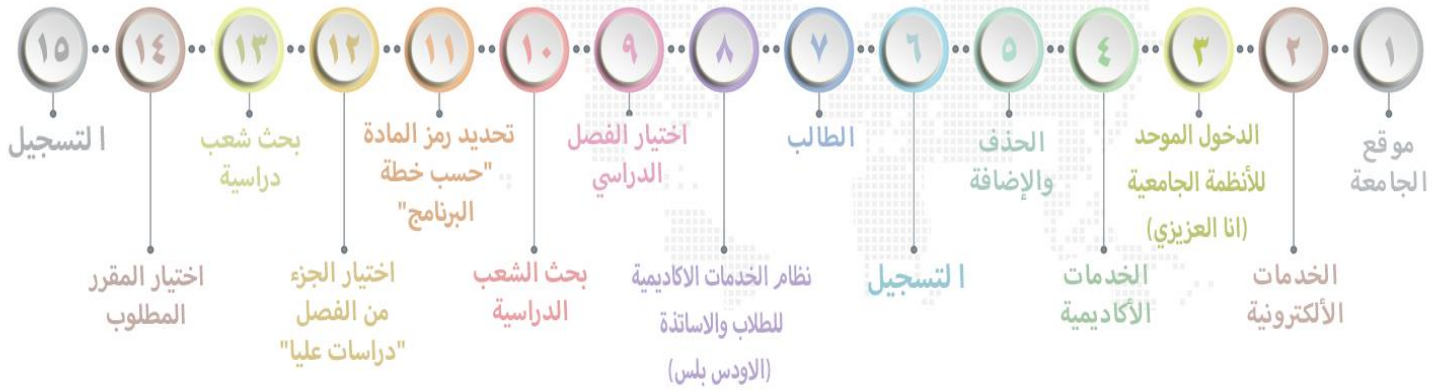 ١
موقع
الجامعة
٢
الخدمات
الألكترونية
٣
الدخول الموحد
للأنظمة الجامعية
(انا العزيزي)
٤
الخدمات
الأكاديمية
٥
الحذف
والإضافة
٦
التسجيل
٧
الطالب
٨
نظام الخدمات الاكاديمية
للطلاب والاساتذة
(الاودس بلس)
٩
اختيار الفصل
الدراسي
١٠
بحث الشعب
الدراسية
١١
تحديد رمز المادة
"حسب خطة
البرنامج"
١٢
اختيار الجزء
من الفصل
"دراسات عليا"
١٣
بحث شعب
دراسية
١٤
اختيار المقرر
المطلوب
١٥
التسجيل